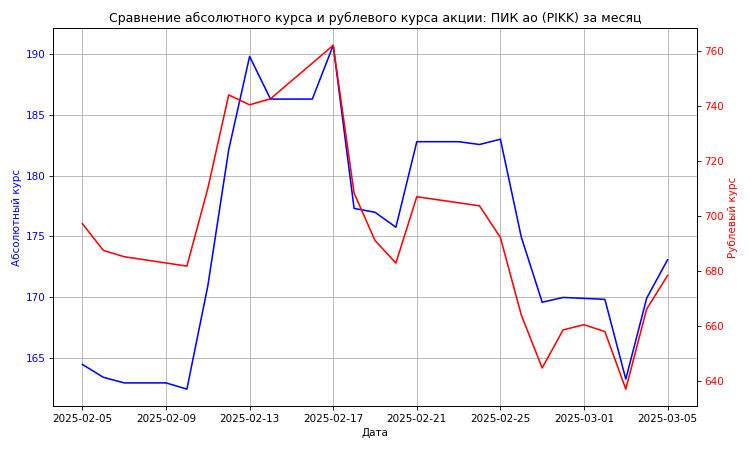 Сравнение абсолютного курса и рублевого курса акции: ПИК ао (PIKK) за месяц
190
185
180
175
170
165
Абсолютный курс
760
740
720
700
680
660
640
Рублевый курс
2025-02-05 2025-02-09 2025-02-13 2025-02-17 2025-02-21 2025-02-25 2025-03-01 2025-03-05
Дата